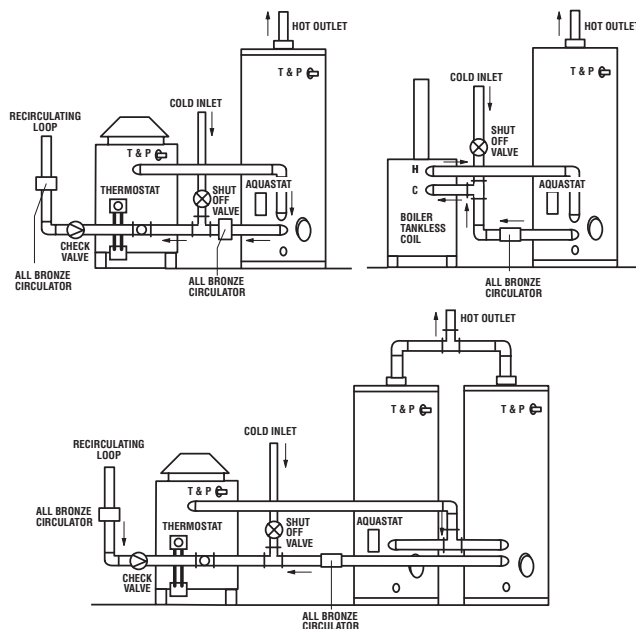 HOT OUTLET
T & P
COLD INLET
RECIRCULATING
LOOP
T & P
THERMOSTAT
SHUT
OFF
VALVE
AQUASTAT
CHECK
VALVE
ALL BRONZE
CIRCULATOR
ALL BRONZE
CIRCULATOR
HOT OUTLET
T & P
COLD INLET
SHUT
OFF
VALVE
H
C
AQUASTAT
BOILER
TANKLESS
COIL
ALL BRONZE
CIRCULATOR
HOT OUTLET
T & P
T & P
COLD INLET
RECIRCULATING
LOOP
T & P
ALL BRONZE
CIRCULATOR
THERMOSTAT
SHUT
OFF
VALVE
AQUASTAT
CHECK
VALVE
ALL BRONZE
CIRCULATOR